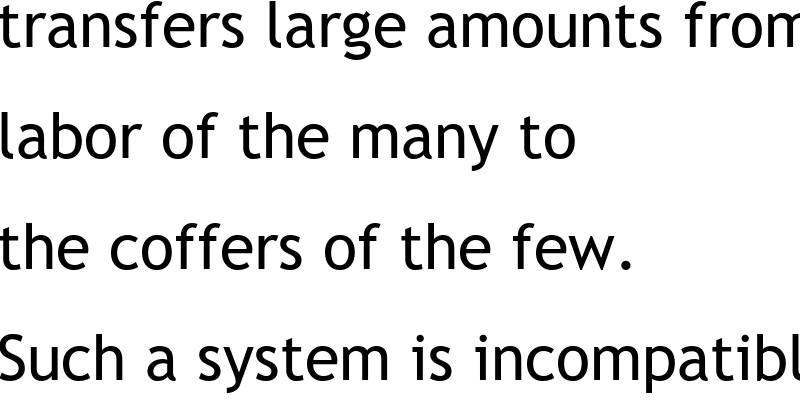 transfers large amounts from
labor of the many to
the coffers of the few.
Such a system is incompatibl